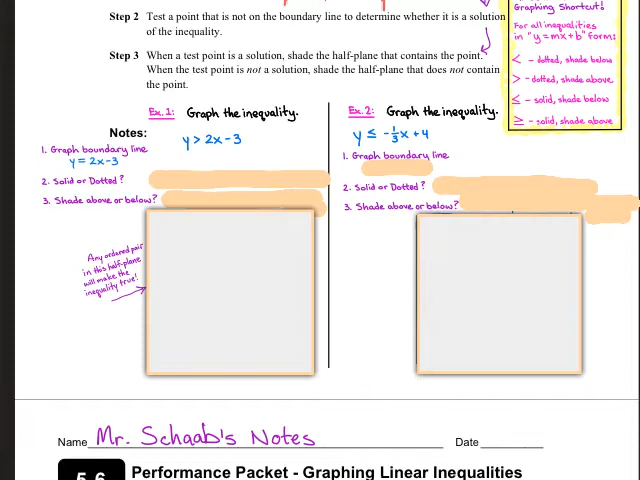 Graphing Shortcut!
For all inequalities
in "y = mx + b" form:
< - dotted, shade below
> - dotted, shade above
≤ - solid, shade below
≥ - solid, shade above
Step 2 Test a point that is not on the boundary line to determine whether it is a solution
of the inequality.
Step 3 When a test point is a solution, shade the half-plane that contains the point.
When the test point is not a solution, shade the half-plane that does not contain
the point.
Notes:
Ex. 1: Graph the inequality.
y > 2x - 3
1. Graph boundary line
y = 2x - 3
2. Solid or Dotted?
3. Shade above or below?
Any ordered pair
in this half-plane
will make the
inequality true!
Ex. 2: Graph the inequality.
y ≤ -1/3x + 4
1. Graph boundary line
2. Solid or Dotted?
3. Shade above or below?
Name Mr. Schaab's Notes Date
5.6 Performance Packet - Graphing Linear Inequalities